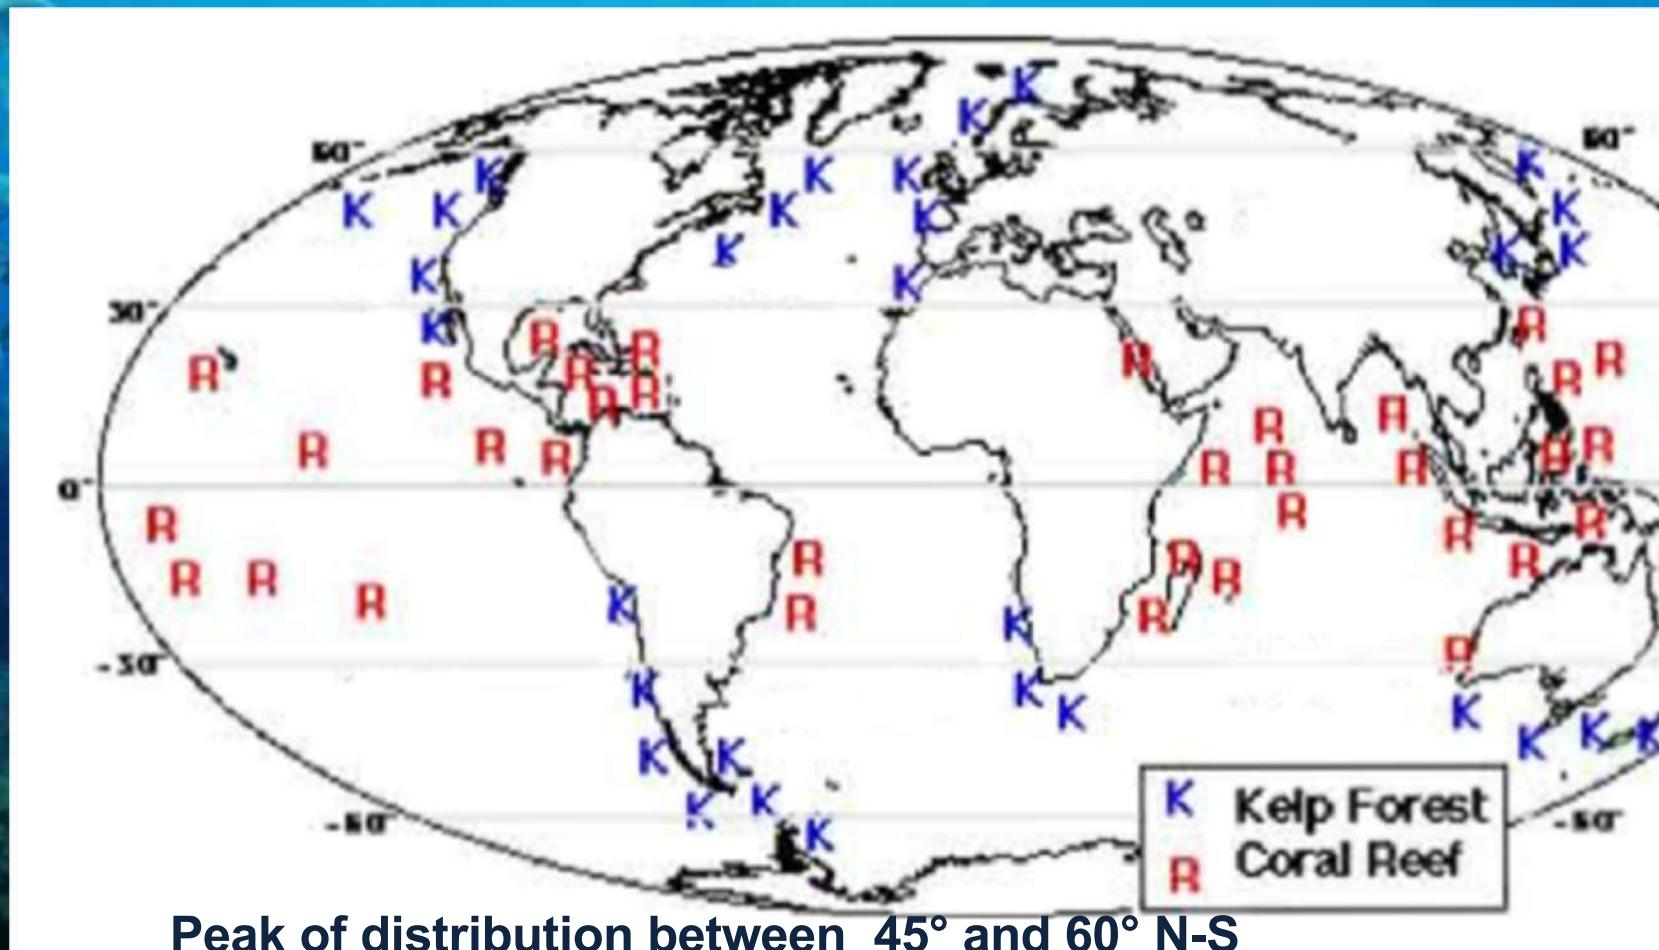 60°
60°
K K
K K K K
K K K K K
K K K K K
K K
30°
R K R R R
R R R R R R R
R R R R R R
R R R R R R R
0°
R R R R
R R R R R R
R K R K R
-30°
R
K K K K
K K K K K
K K K Kelp Forest
-60° K -60°
R Coral Reef
Peak of distribution between 45° and 60° N-S